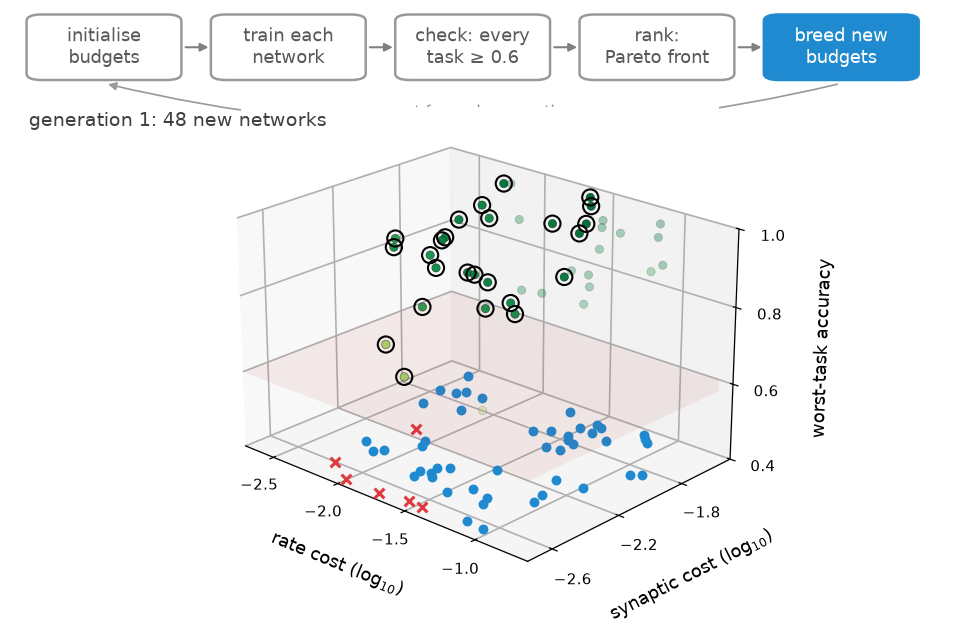 initialise
budgets
train each
network
check: every
task ≥ 0.6
rank:
Pareto front
breed new
budgets
generation 1: 48 new networks
1.0
0.8
0.6
0.4
worst-task accuracy
−2.5
−2.0
−1.5
−1.0
rate cost (log10)
−2.6
−2.2
−1.8
synaptic cost (log10)